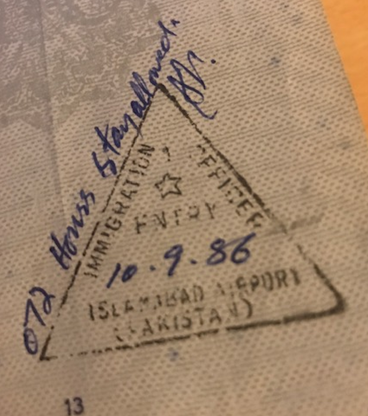 072 Hours Stay allowed.
IMMIGRATION OFFICER
ENTRY
10.9.86
ISLAMABAD AIRPORT
(PAKISTAN)
13